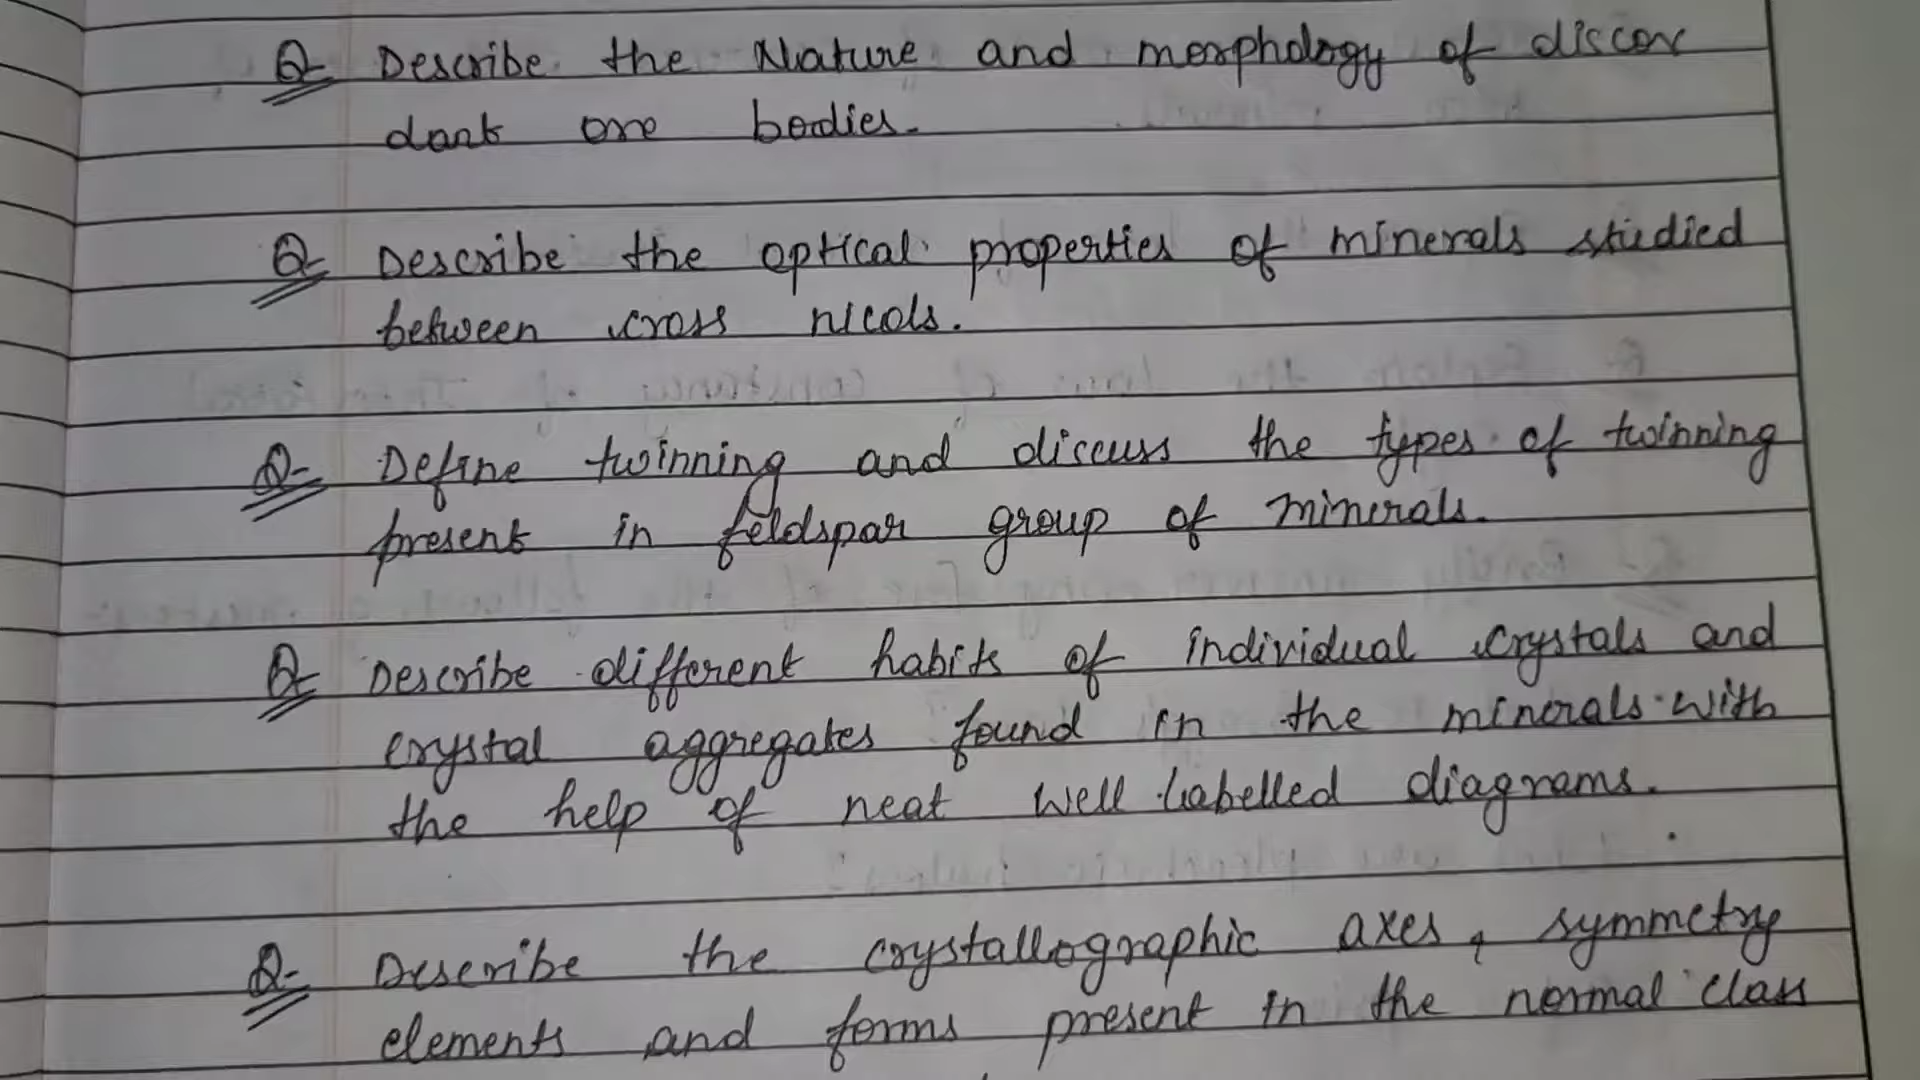 Q Describe the Nature and morphology of discor
dant ore bodies.
Q Describe the optical properties of minerals studied
between cross nicols.
Q- Define twinning and discuss the types of twinning
present in feldspar group of minerals.
Q Describe different habits of individual crystals and
crystal aggregates found in the minerals with
the help of neat well labelled diagrams.
Q- Describe the crystallographic axes, symmetry
elements and forms present in the normal class